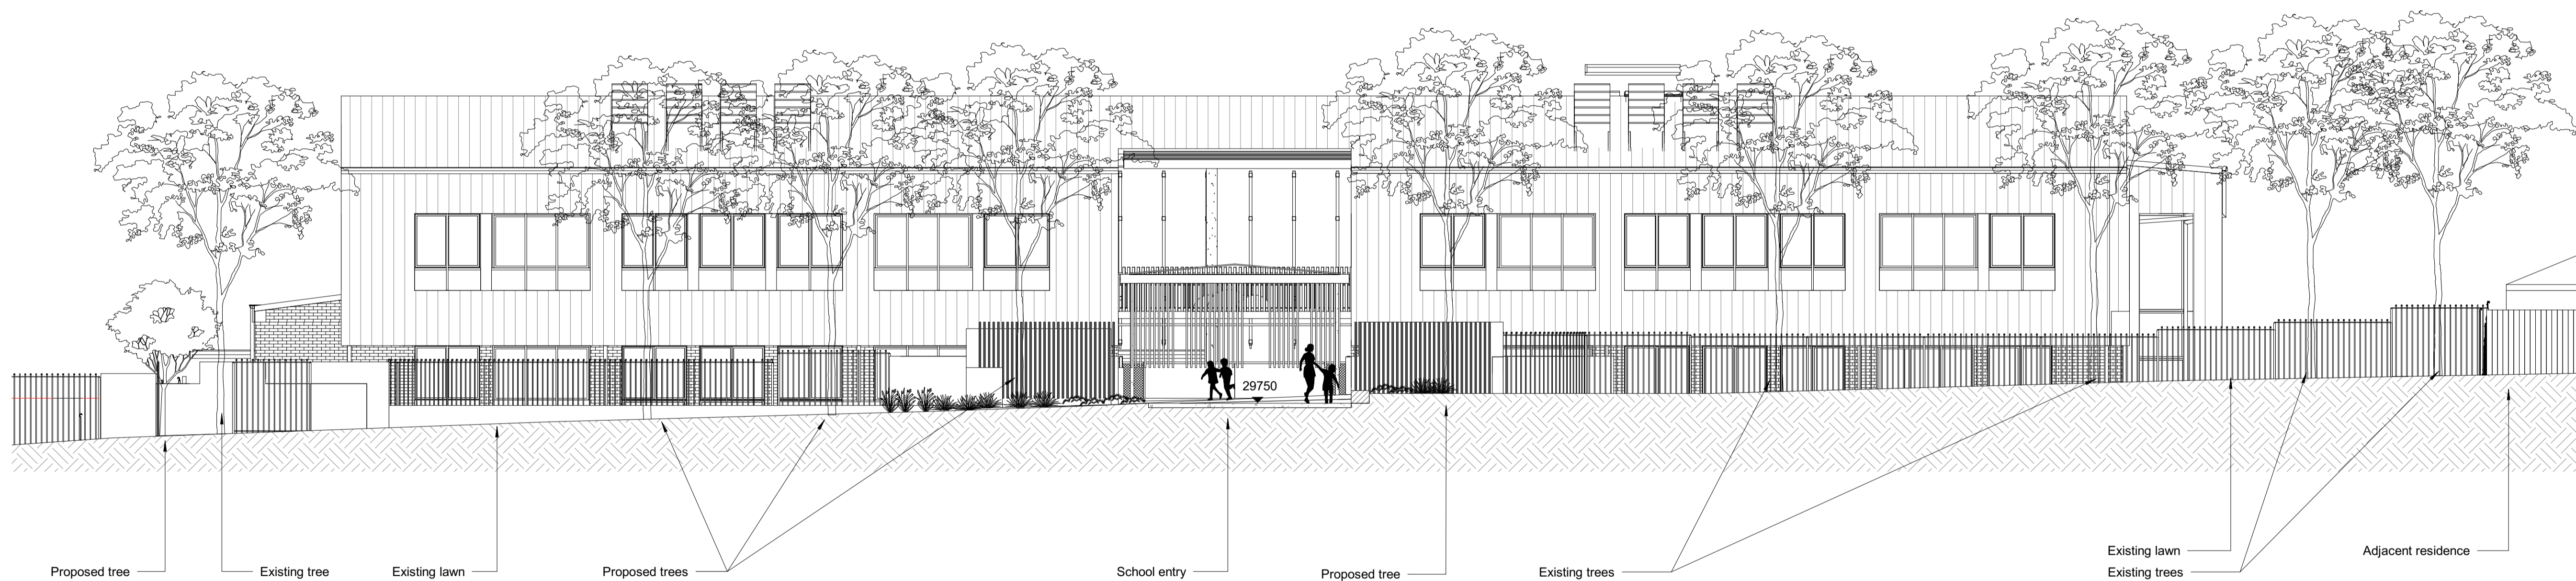 29750
Existing lawn
Adjacent residence
Proposed tree
Existing tree
Existing lawn
Proposed trees
School entry
Proposed tree
Existing trees
Existing trees